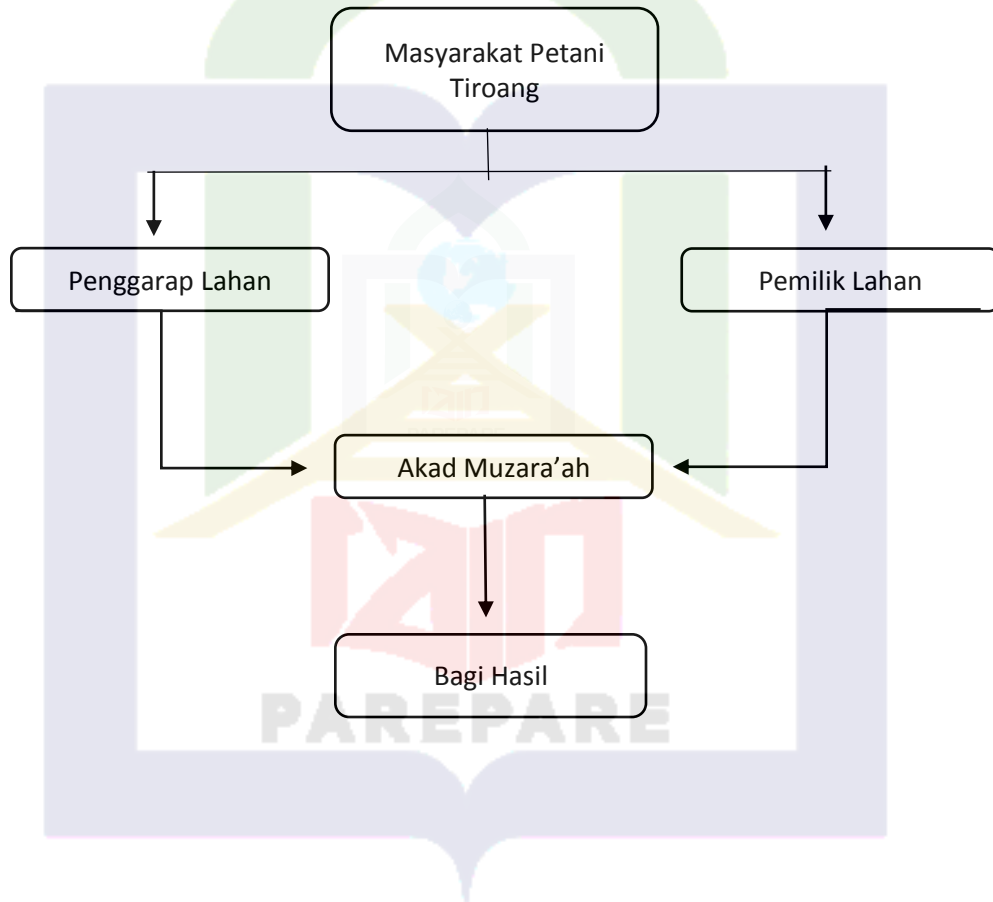 Masyarakat Petani
Tiroang
Penggarap Lahan
Pemilik Lahan
Akad Muzara’ah
Bagi Hasil
PAREPARE